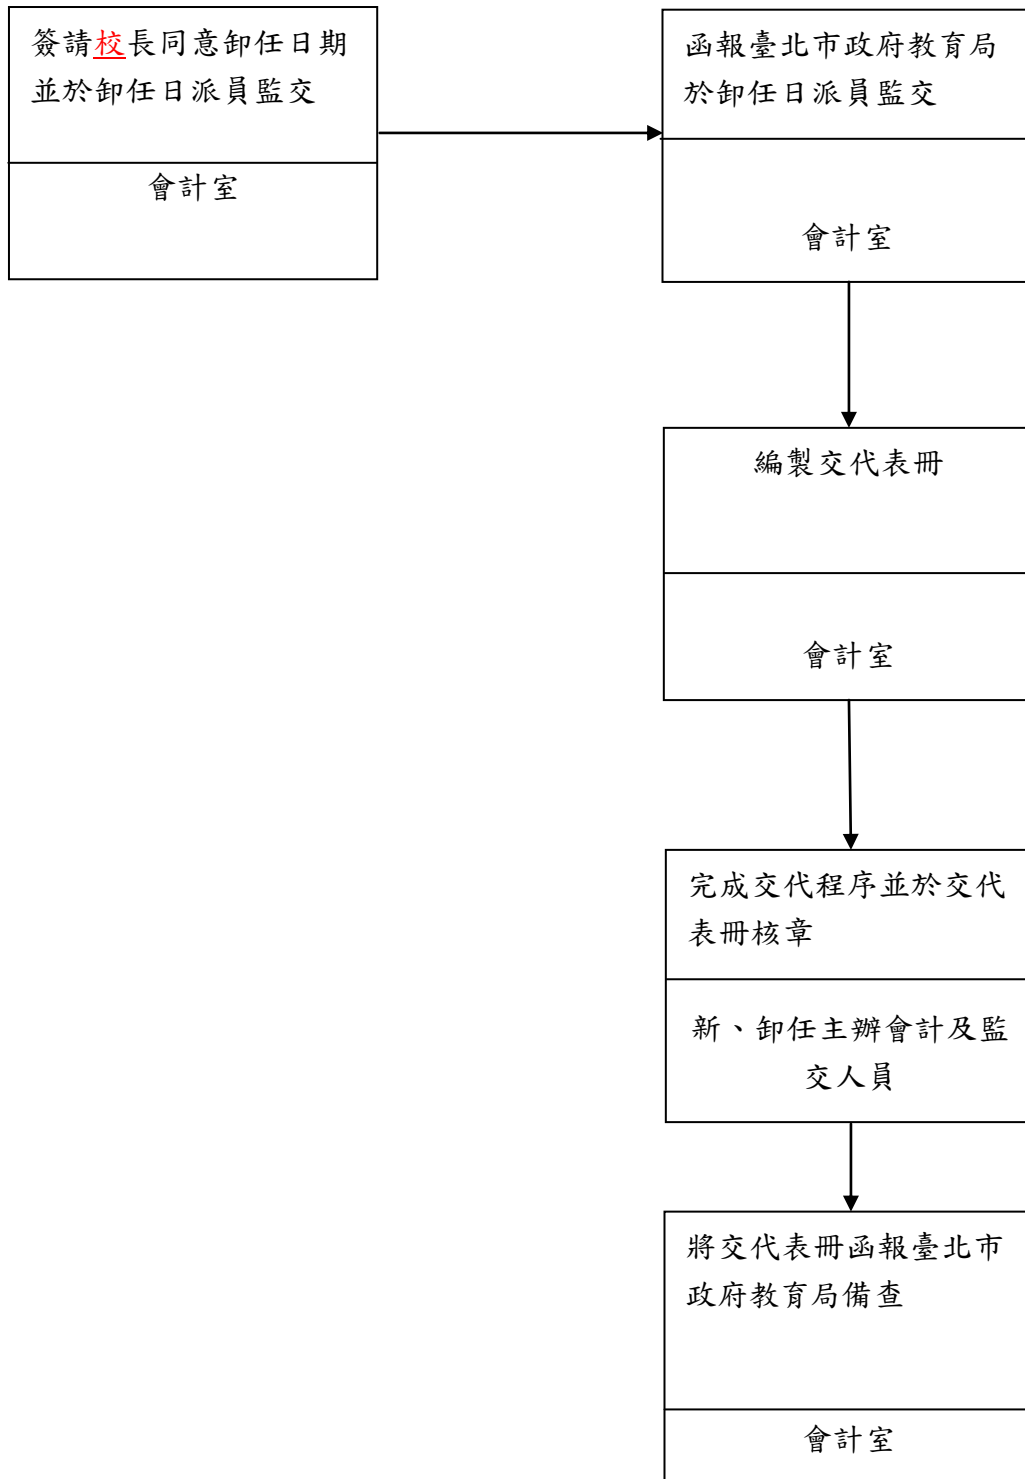 簽請校長同意卸任日期
並於卸任日派員監交
會計室
函報臺北市政府教育局
於卸任日派員監交
會計室
編製交代表冊
會計室
完成交代程序並於交代
表冊核章
新、卸任主辦會計及監
交人員
將交代表冊函報臺北市
政府教育局備查
會計室